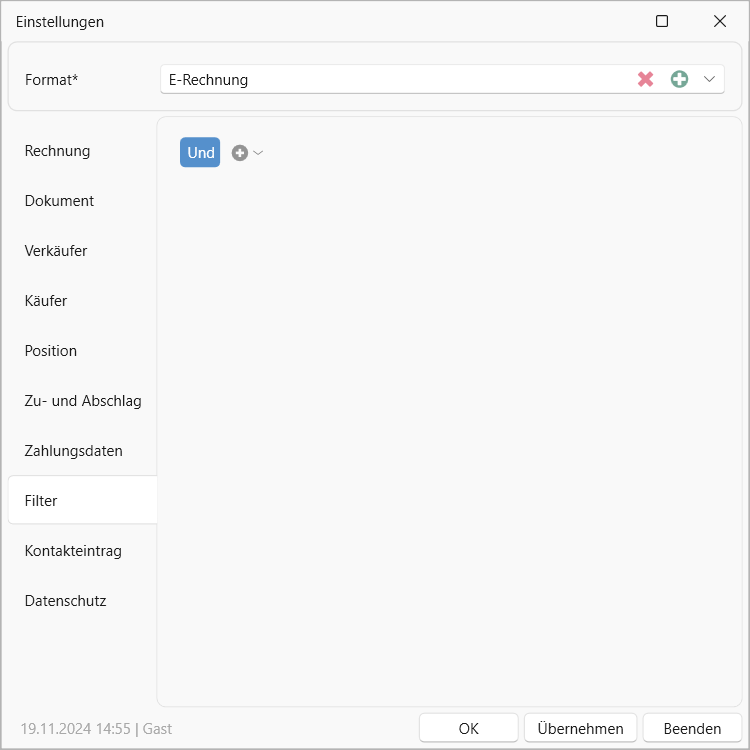 Einstellungen
Format*
E-Rechnung
Rechnung
Dokument
Verkäufer
Käufer
Position
Zu- und Abschlag
Zahlungsdaten
Filter
Kontakteintrag
Datenschutz
Und
19.11.2024 14:55 | Gast
OK
Übernehmen
Beenden